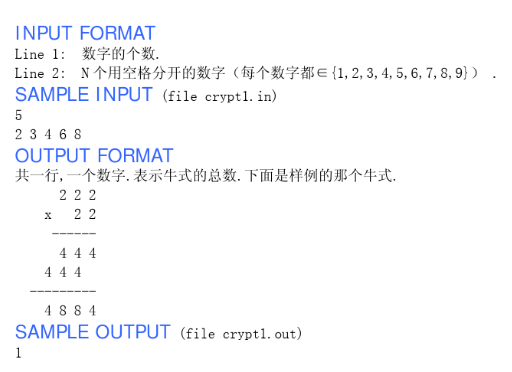 INPUT FORMAT
Line 1: 数字的个数.
Line 2: N个用空格分开的数字（每个数字都∈{1,2,3,4,5,6,7,8,9}） .
SAMPLE INPUT (file crypt1.in)
5
2 3 4 6 8
OUTPUT FORMAT
共一行,一个数字.表示牛式的总数.下面是样例的那个牛式.
2 2 2
x 2 2
------
4 4 4
4 4 4
---------
4 8 8 4
SAMPLE OUTPUT (file crypt1.out)
1